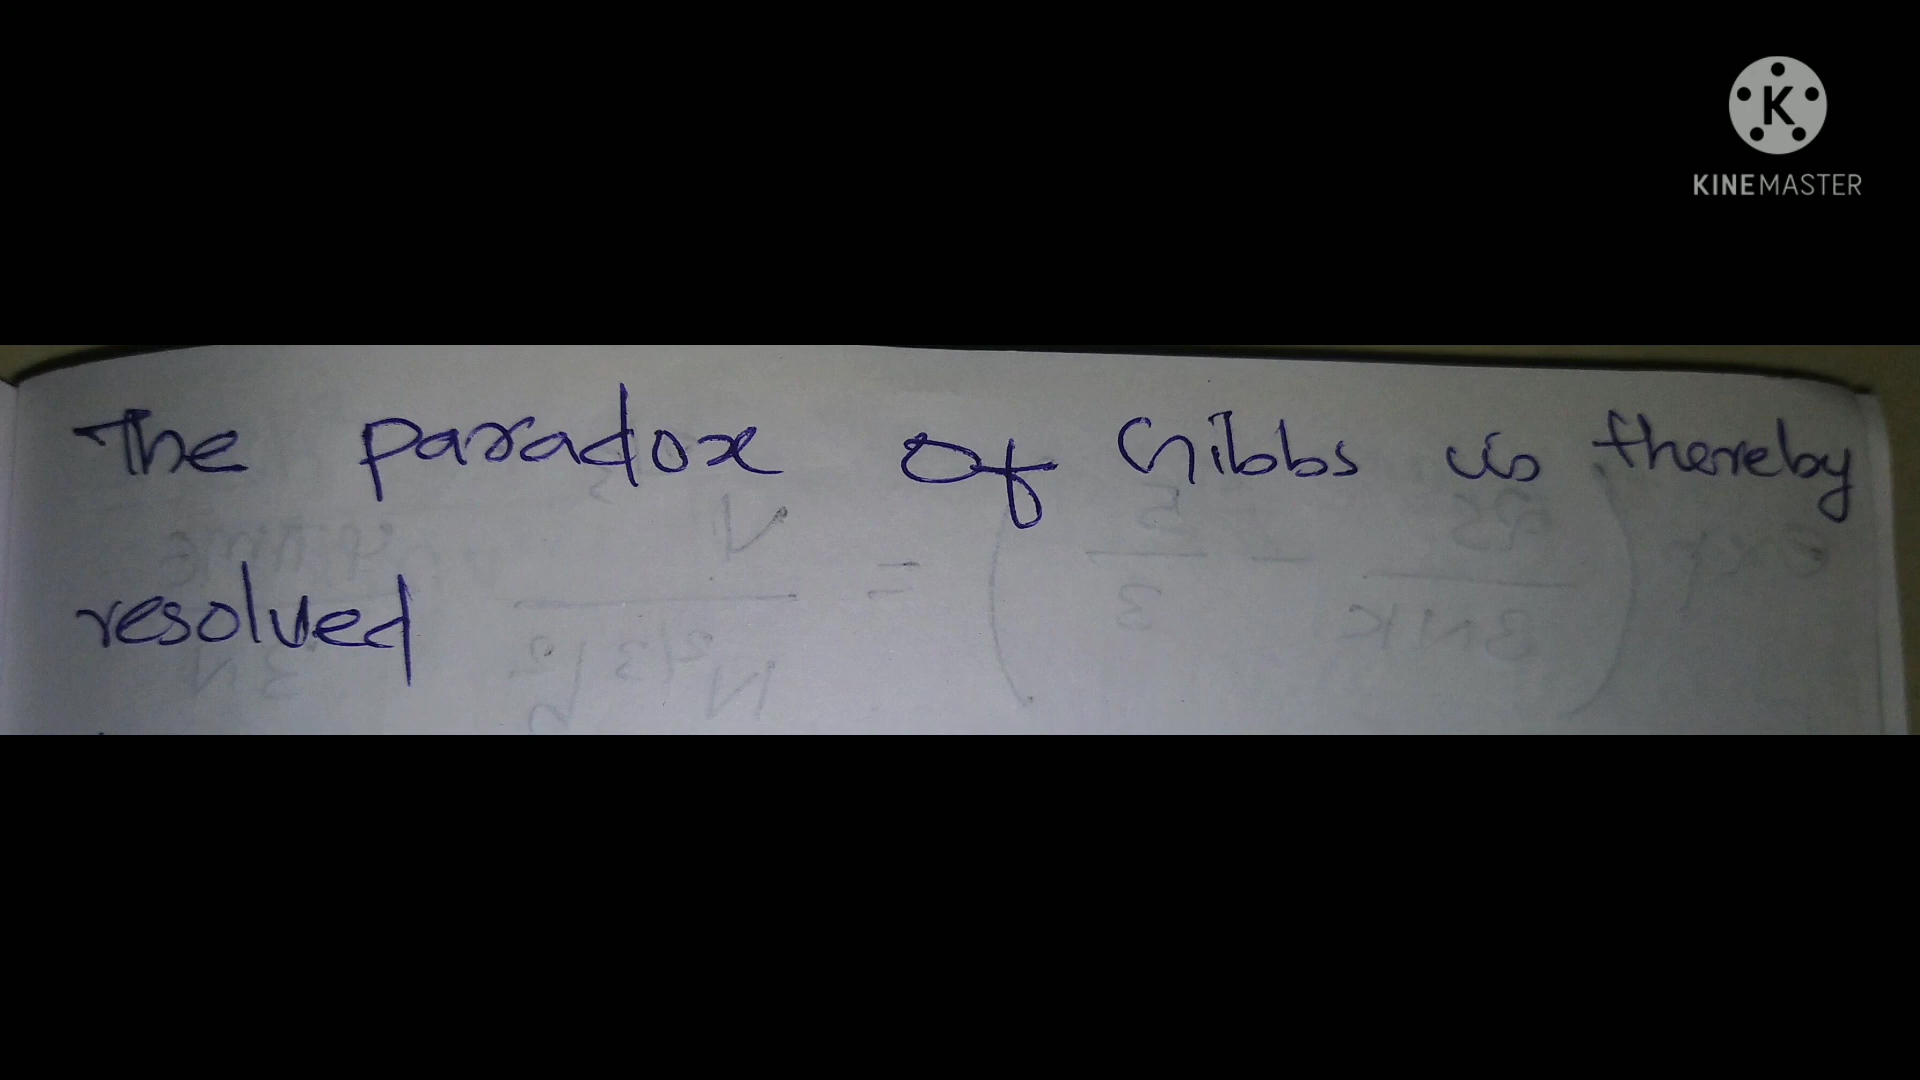 K
KINEMASTER
The paradox of Gibbs is thereby
resolved